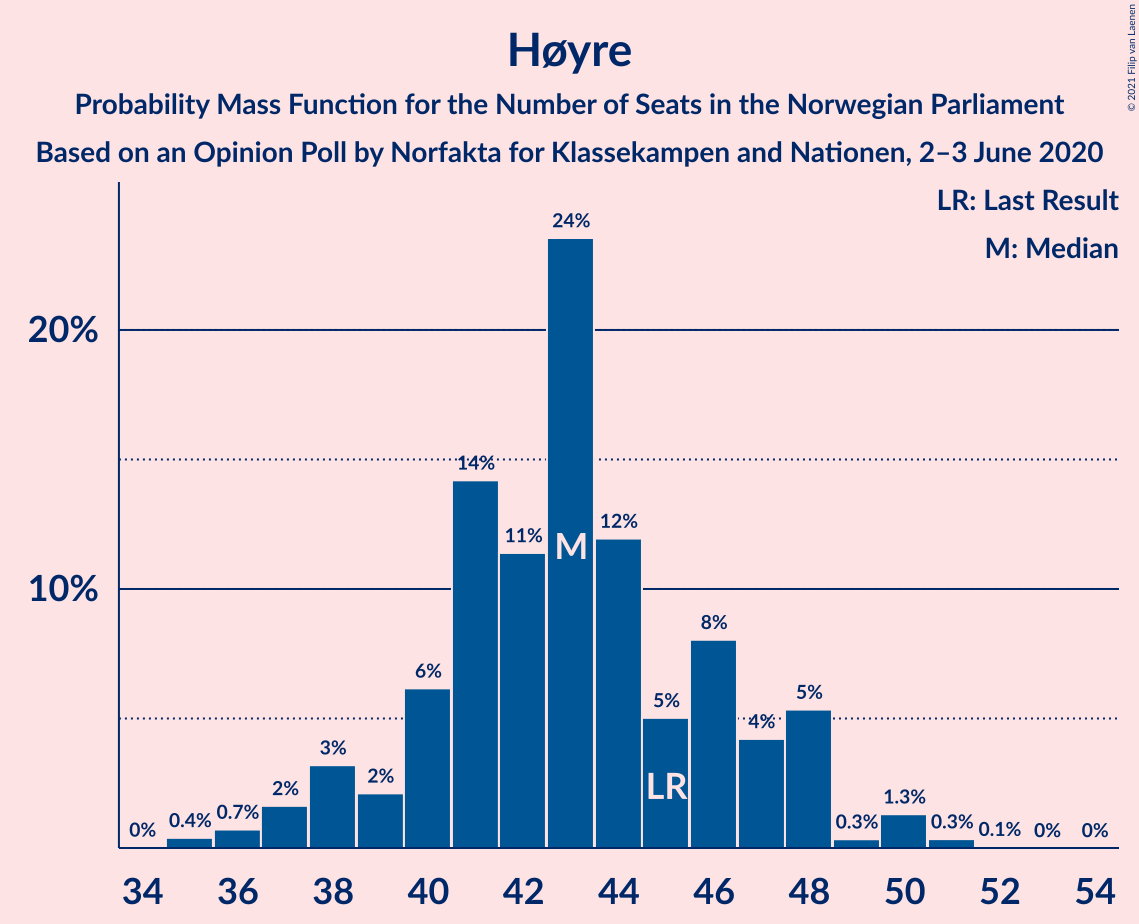 Høyre
Probability Mass Function for the Number of Seats in the Norwegian Parliament
Based on an Opinion Poll by Norfakta for Klassekampen and Nationen, 2–3 June 2020
© 2021 Filip van Laenen
LR: Last Result
M: Median
20%
10%
0%
0.4%
0.7%
2%
3%
2%
6%
14%
11%
24%
12%
5%
8%
4%
5%
0.3%
1.3%
0.3%
0.1%
0%
0%
M
LR
34 36 38 40 42 44 46 48 50 52 54